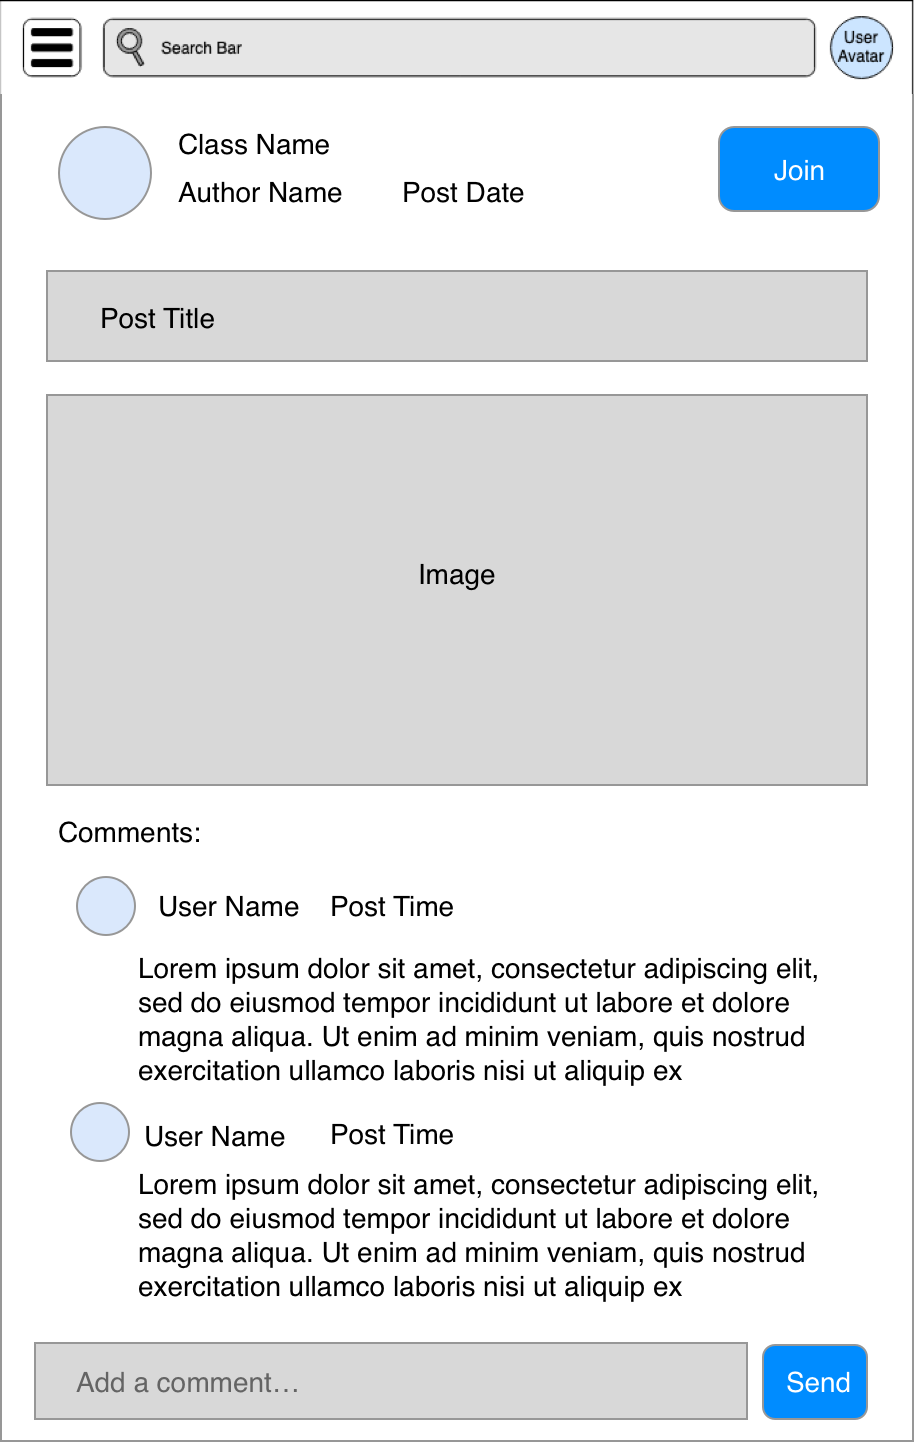 Search Bar
User
Avatar
Class Name
Author Name Post Date
Join
Post Title
Image
Comments:
User Name Post Time
Lorem ipsum dolor sit amet, consectetur adipiscing elit,
sed do eiusmod tempor incididunt ut labore et dolore
magna aliqua. Ut enim ad minim veniam, quis nostrud
exercitation ullamco laboris nisi ut aliquip ex
User Name Post Time
Lorem ipsum dolor sit amet, consectetur adipiscing elit,
sed do eiusmod tempor incididunt ut labore et dolore
magna aliqua. Ut enim ad minim veniam, quis nostrud
exercitation ullamco laboris nisi ut aliquip ex
Add a comment…
Send